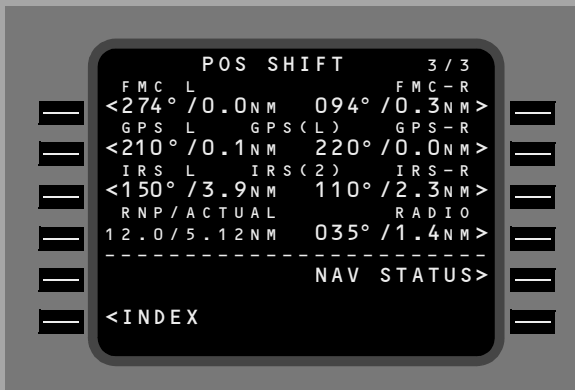 POS SHIFT 3/3
FMC L FMC-R
<274°/0.0NM 094°/0.3NM>
GPS L GPS(L) GPS-R
<210°/0.1NM 220°/0.0NM>
IRS L IRS(2) IRS-R
<150°/3.9NM 110°/2.3NM>
RNP/ACTUAL RADIO
12.0/5.12NM 035°/1.4NM>
------------------------
NAV STATUS>
<INDEX